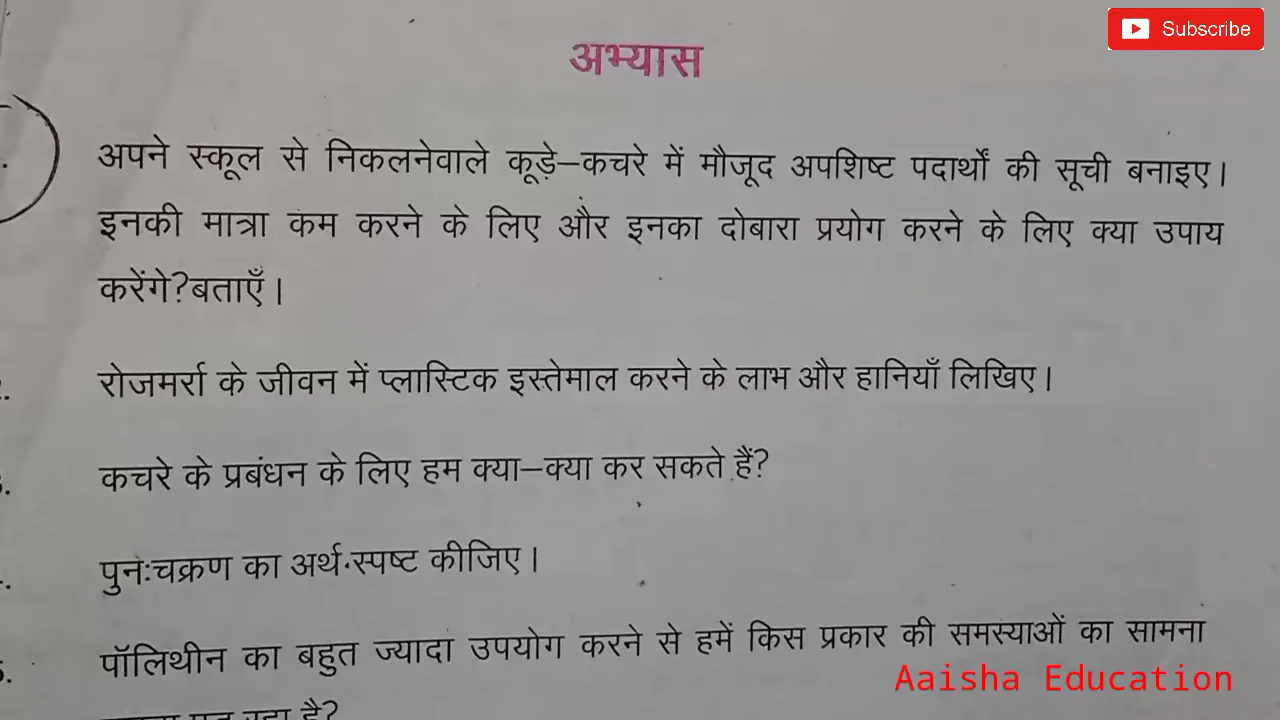 Subscribe
अभ्यास
अपने स्कूल से निकलनेवाले कूड़े–कचरे में मौजूद अपशिष्ट पदार्थों की सूची बनाइए।
इनकी मात्रा कम करने के लिए और इनका दोबारा प्रयोग करने के लिए क्या उपाय
करेंगे?बताएँ।
रोजमर्रा के जीवन में प्लास्टिक इस्तेमाल करने के लाभ और हानियाँ लिखिए।
कचरे के प्रबंधन के लिए हम क्या–क्या कर सकते हैं?
पुनःचक्रण का अर्थ स्पष्ट कीजिए।
पॉलिथीन का बहुत ज्यादा उपयोग करने से हमें किस प्रकार की समस्याओं का सामना
Aaisha Education
रहा है?